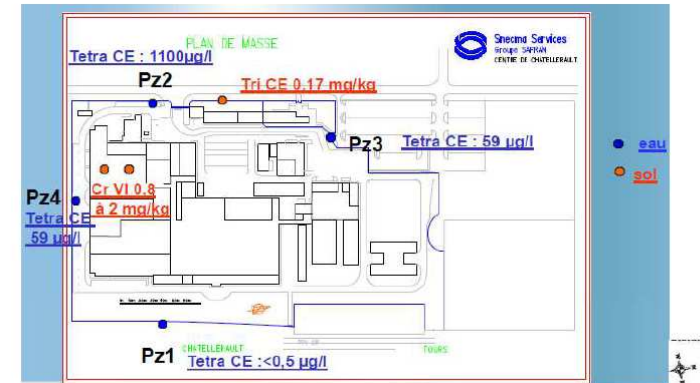 PLAN DE MASSE
Snecma Services
Groupe SAFRAN
CENTRE DE CHATELLERAULT
Tetra CE : 1100µg/l
Pz2
Tri CE 0,17 mg/kg
Pz3
Tetra CE : 59 µg/l
eau
sol
Cr VI 0.8
à 2 mg/kg
Pz4
Tetra CE
59 µg/l
Pz1
CHATELLERAULT
Tetra CE :<0,5 µg/l
TOURS